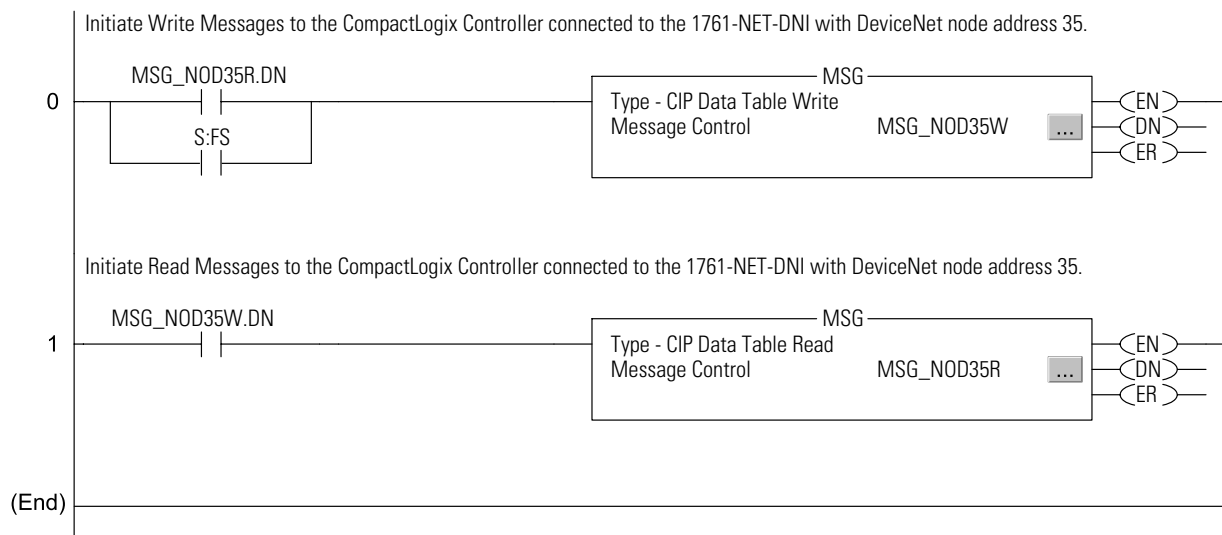 Initiate Write Messages to the CompactLogix Controller connected to the 1761-NET-DNI with DeviceNet node address 35.
MSG_NOD35R.DN
MSG
0
Type - CIP Data Table Write
EN
S:FS
Message Control MSG_NOD35W ... DN
ER
Initiate Read Messages to the CompactLogix Controller connected to the 1761-NET-DNI with DeviceNet node address 35.
MSG_NOD35W.DN
MSG
1
Type - CIP Data Table Read
EN
Message Control MSG_NOD35R ... DN
ER
(End)